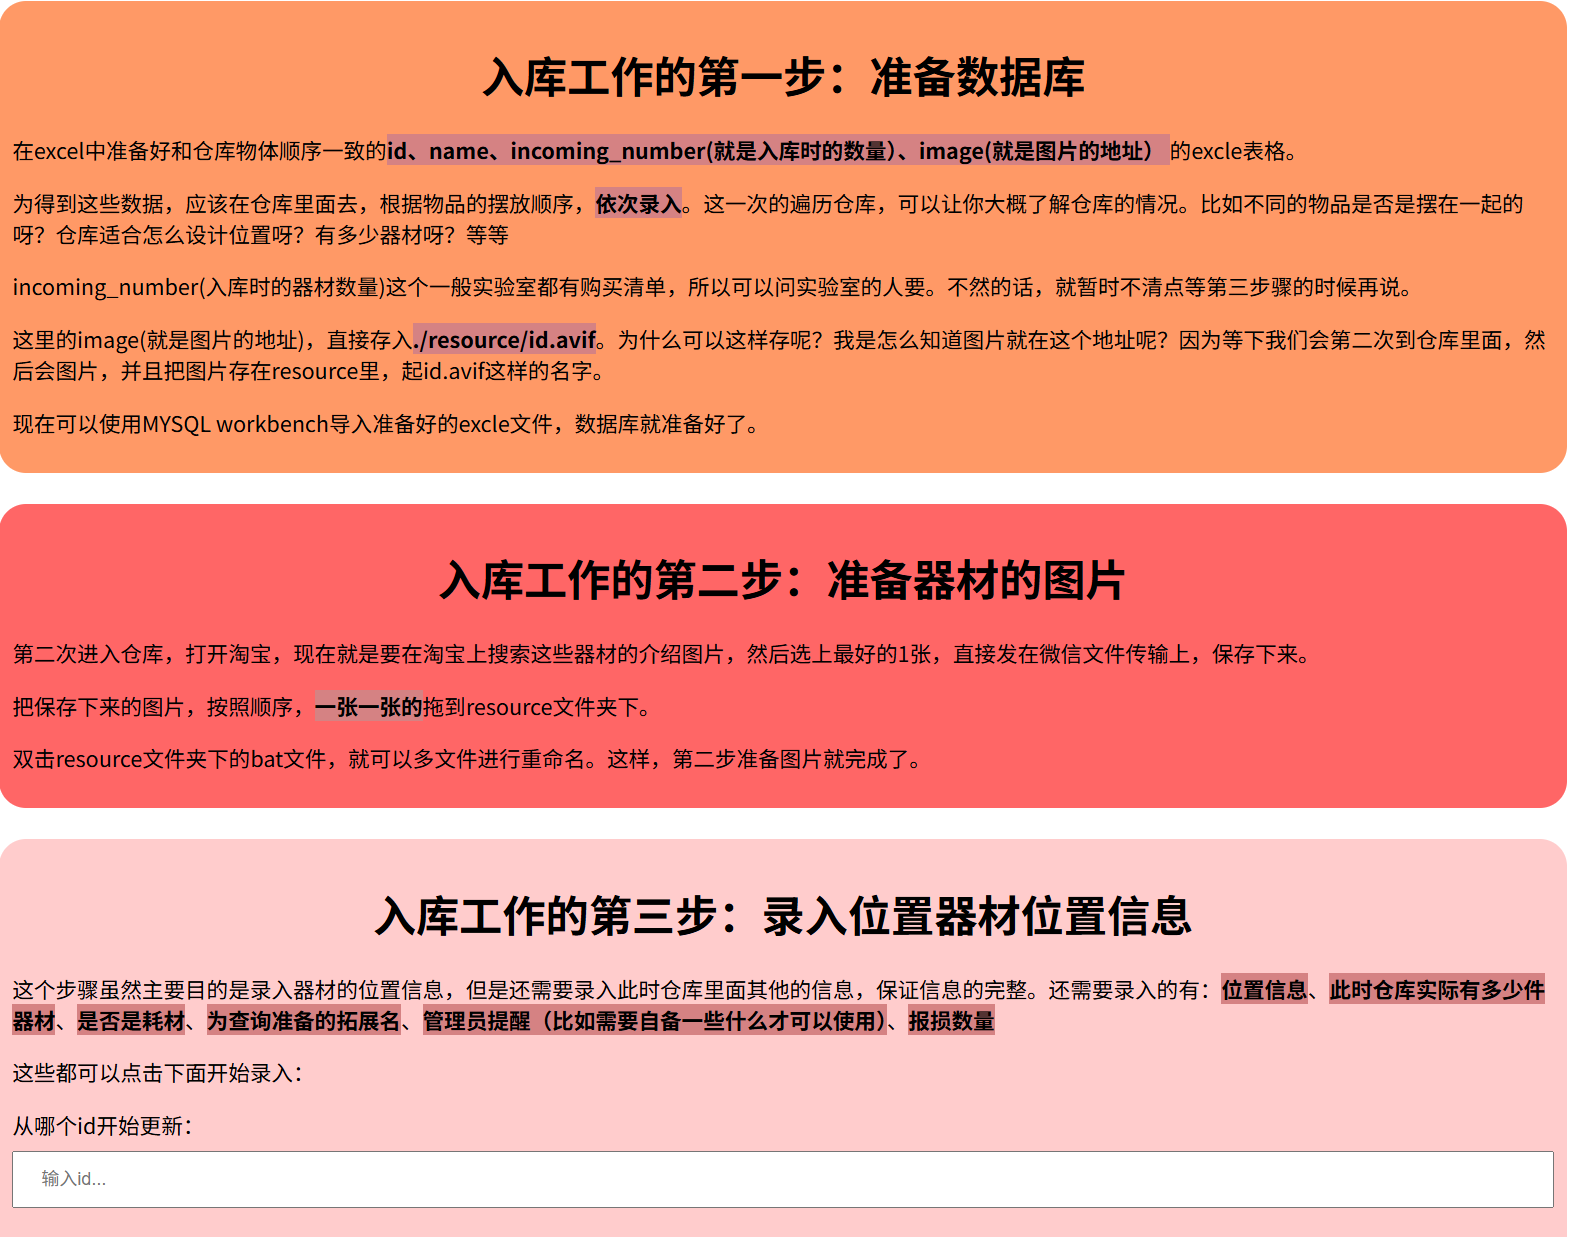 入库工作的第一步：准备数据库
在excel中准备好和仓库物体顺序一致的id、name、incoming_number(就是入库时的数量)、image(就是图片的地址） 的excle表格。
为得到这些数据，应该在仓库里面去，根据物品的摆放顺序，依次录入。这一次的遍历仓库，可以让你大概了解仓库的情况。比如不同的物品是否是摆在一起的
呀？仓库适合怎么设计位置呀？有多少器材呀？等等
incoming_number(入库时的器材数量)这个一般实验室都有购买清单，所以可以问实验室的人要。不然的话，就暂时不清点等第三步骤的时候再说。
这里的image(就是图片的地址)，直接存入./resource/id.avif。为什么可以这样存呢？我是怎么知道图片就在这个地址呢？因为等下我们会第二次到仓库里面，然
后会图片，并且把图片存在resource里，起id.avif这样的名字。
现在可以使用MYSQL workbench导入准备好的excle文件，数据库就准备好了。
入库工作的第二步：准备器材的图片
第二次进入仓库，打开淘宝，现在就是要在淘宝上搜索这些器材的介绍图片，然后选上最好的1张，直接发在微信文件传输上，保存下来。
把保存下来的图片，按照顺序，一张一张的拖到resource文件夹下。
双击resource文件夹下的bat文件，就可以多文件进行重命名。这样，第二步准备图片就完成了。
入库工作的第三步：录入位置器材位置信息
这个步骤虽然主要目的是录入器材的位置信息，但是还需要录入此时仓库里面其他的信息，保证信息的完整。还需要录入的有：位置信息、此时仓库实际有多少件
器材、是否是耗材、为查询准备的拓展名、管理员提醒（比如需要自备一些什么才可以使用）、报损数量
这些都可以点击下面开始录入：
从哪个id开始更新：
输入id...